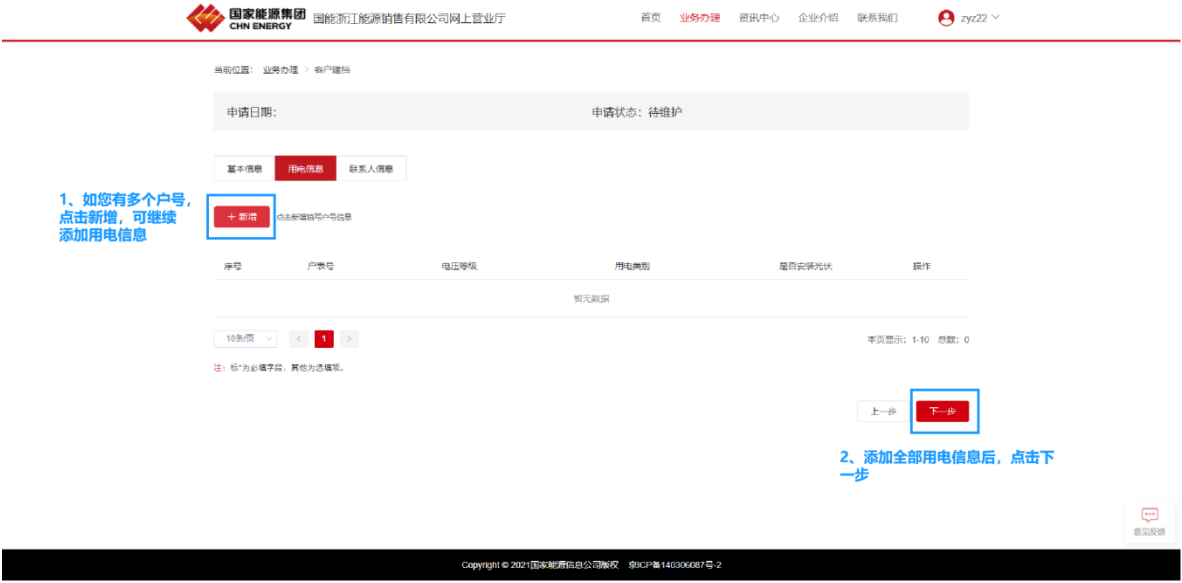 国家能源集团
CHN ENERGY
国能浙江能源销售有限公司网上营业厅
首页 业务办理 资讯中心 企业介绍 联系我们 zyz22
当前位置： 业务办理 > 客户建档
申请日期： 申请状态：待维护
基本信息 用电信息 联系人信息
1、如您有多个户号，
点击新增，可继续
添加用电信息
+ 新增 点击新增填写户号信息
序号 户表号 电压等级 用电类别 是否安装光伏 操作
暂无数据
10条/页 < 1 > 本页显示：1-10 总数：0
注：标*为必填字段，其他为选填项。
上一步 下一步
2、添加全部用电信息后，点击下
一步
意见反馈
Copyright © 2021国家能源信息公司版权 京ICP备140306087号-2